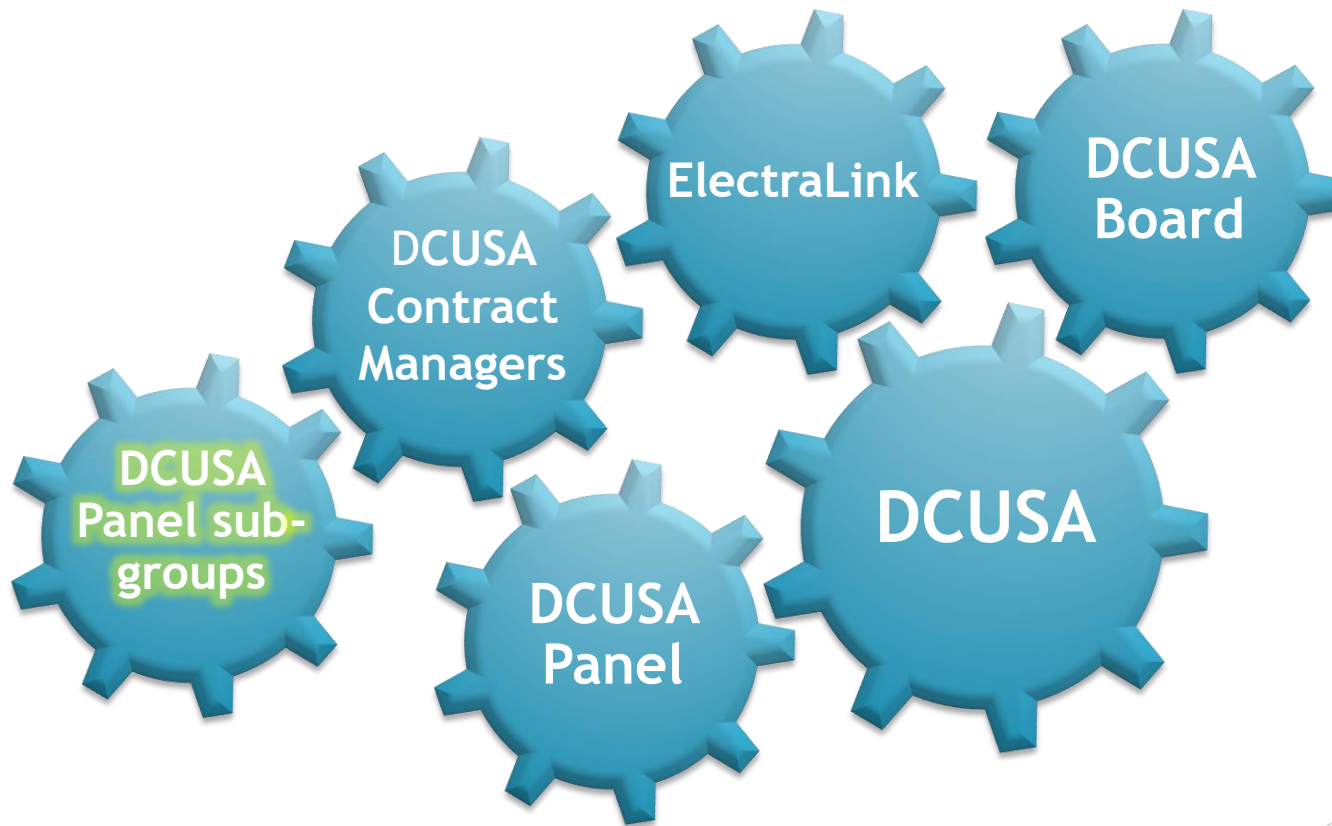 ElectraLink
DCUSA
Board
DCUSA
Contract
Managers
DCUSA
Panel sub-
groups
DCUSA
DCUSA
Panel